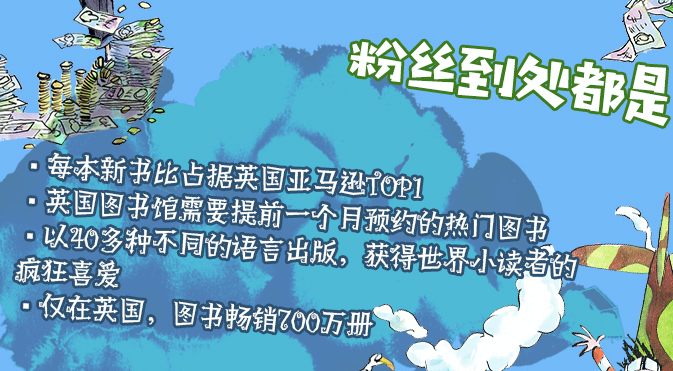 粉丝到处都是
·每本新书比占据英国亚马逊TOP1
·英国图书馆需要提前一个月预约的热门图书
·以40多种不同的语言出版，获得世界小读者的
疯狂喜爱
·仅在英国，图书畅销700万册